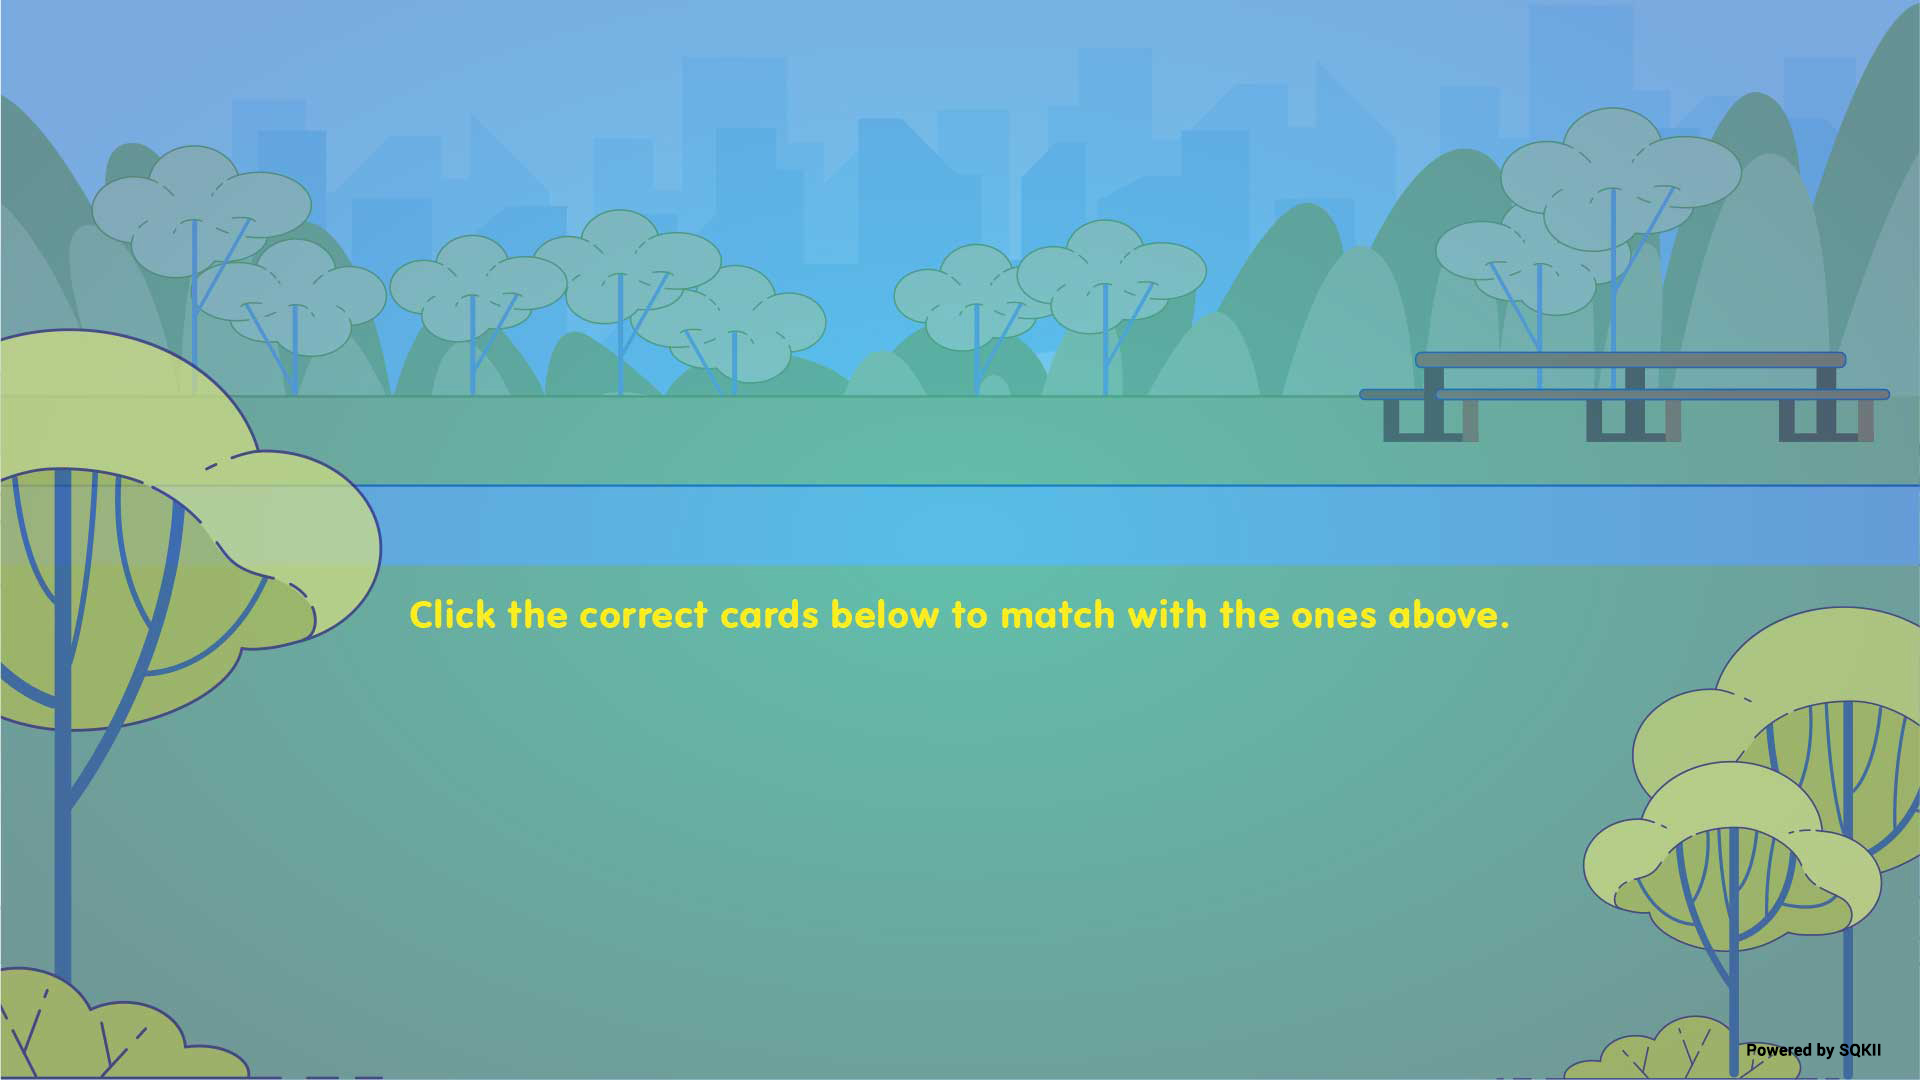 Click the correct cards below to match with the ones above.
Powered by SQKII